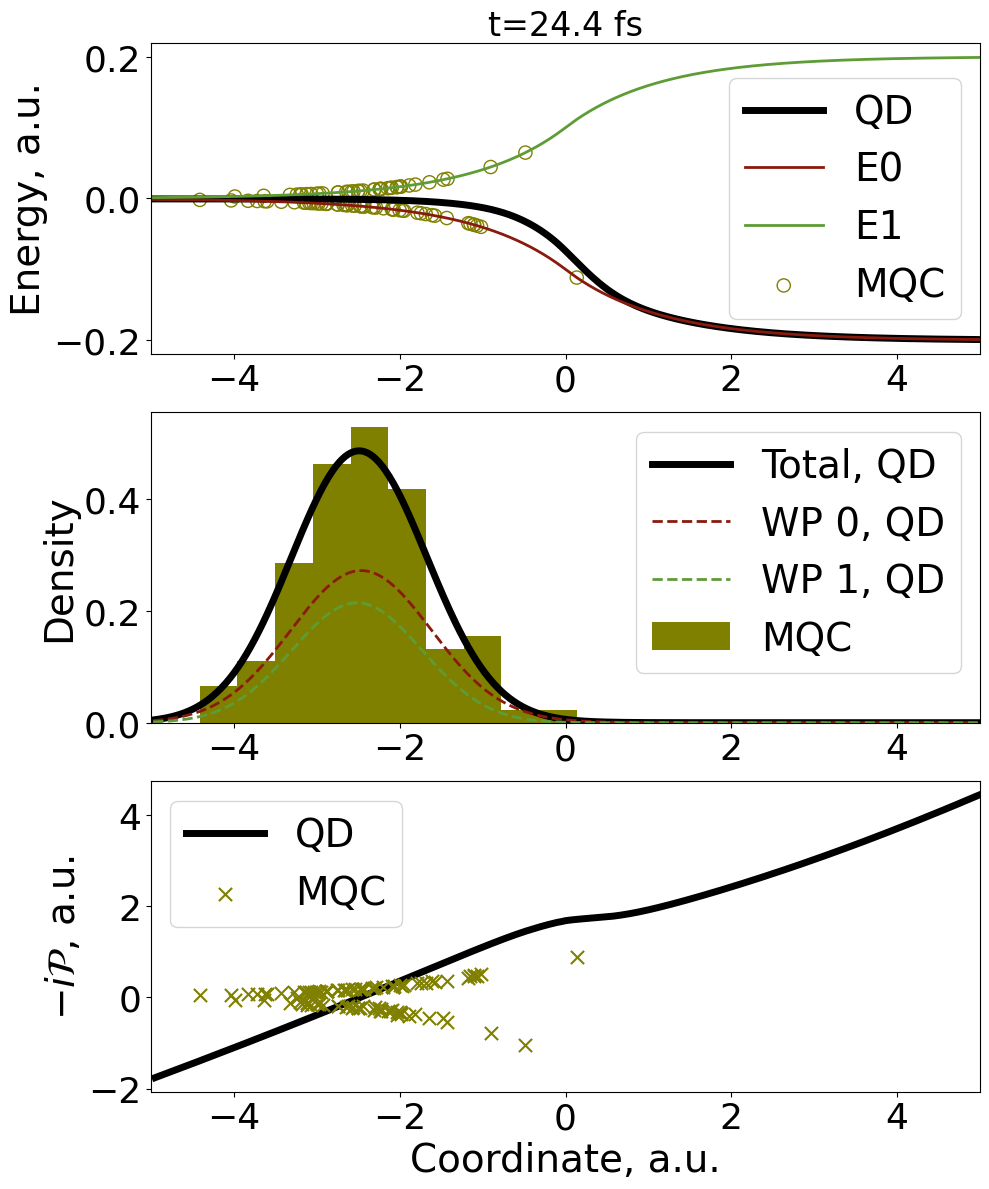 t=24.4 fs
Energy, a.u.
0.2
0.0
−0.2
QD
E0
E1
MQC
−4
−2
0
2
4
Density
0.4
0.2
0.0
Total, QD
WP 0, QD
WP 1, QD
MQC
−4
−2
0
2
4
−i𝒫, a.u.
4
2
0
−2
QD
MQC
−4
−2
0
2
4
Coordinate, a.u.